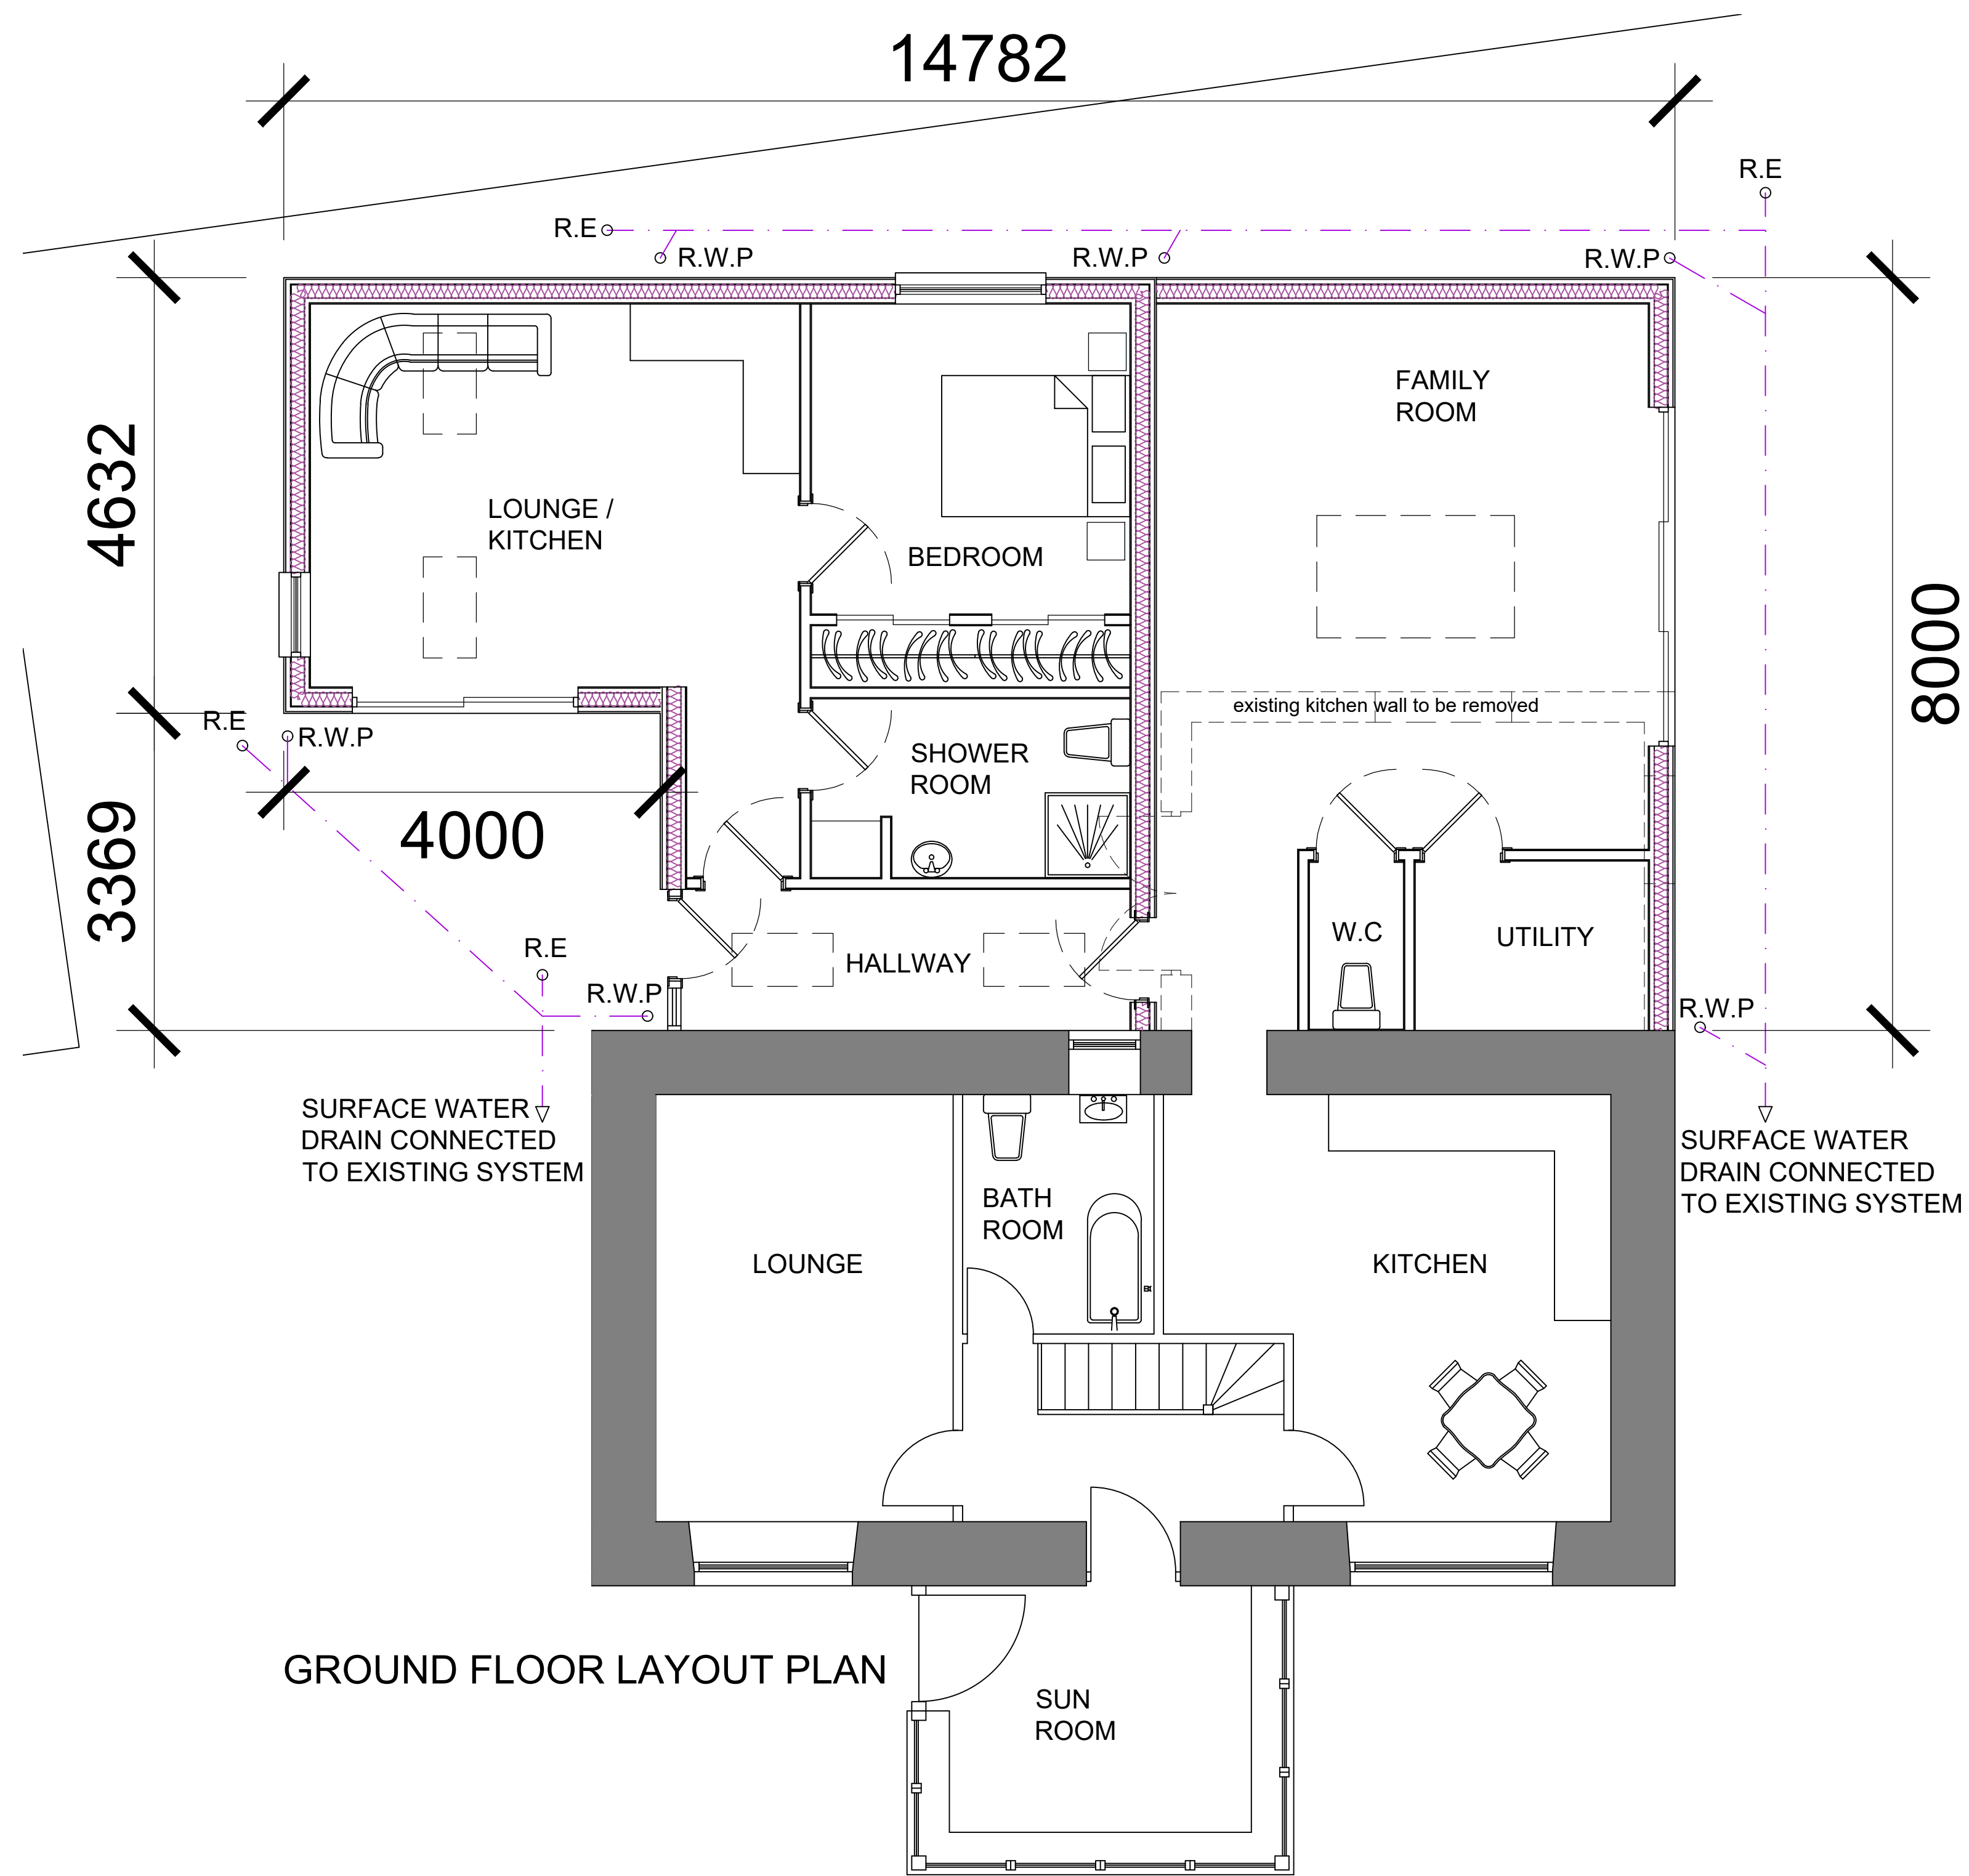 14782
R.E
R.E
R.W.P
R.W.P
R.W.P
FAMILY
ROOM
4632
LOUNGE /
KITCHEN
BEDROOM
8000
existing kitchen wall to be removed
R.E
R.W.P
SHOWER
ROOM
4000
3369
W.C
UTILITY
R.E
HALLWAY
R.W.P
R.W.P
SURFACE WATER
DRAIN CONNECTED
TO EXISTING SYSTEM
SURFACE WATER
DRAIN CONNECTED
TO EXISTING SYSTEM
BATH
ROOM
LOUNGE
KITCHEN
GROUND FLOOR LAYOUT PLAN
SUN
ROOM